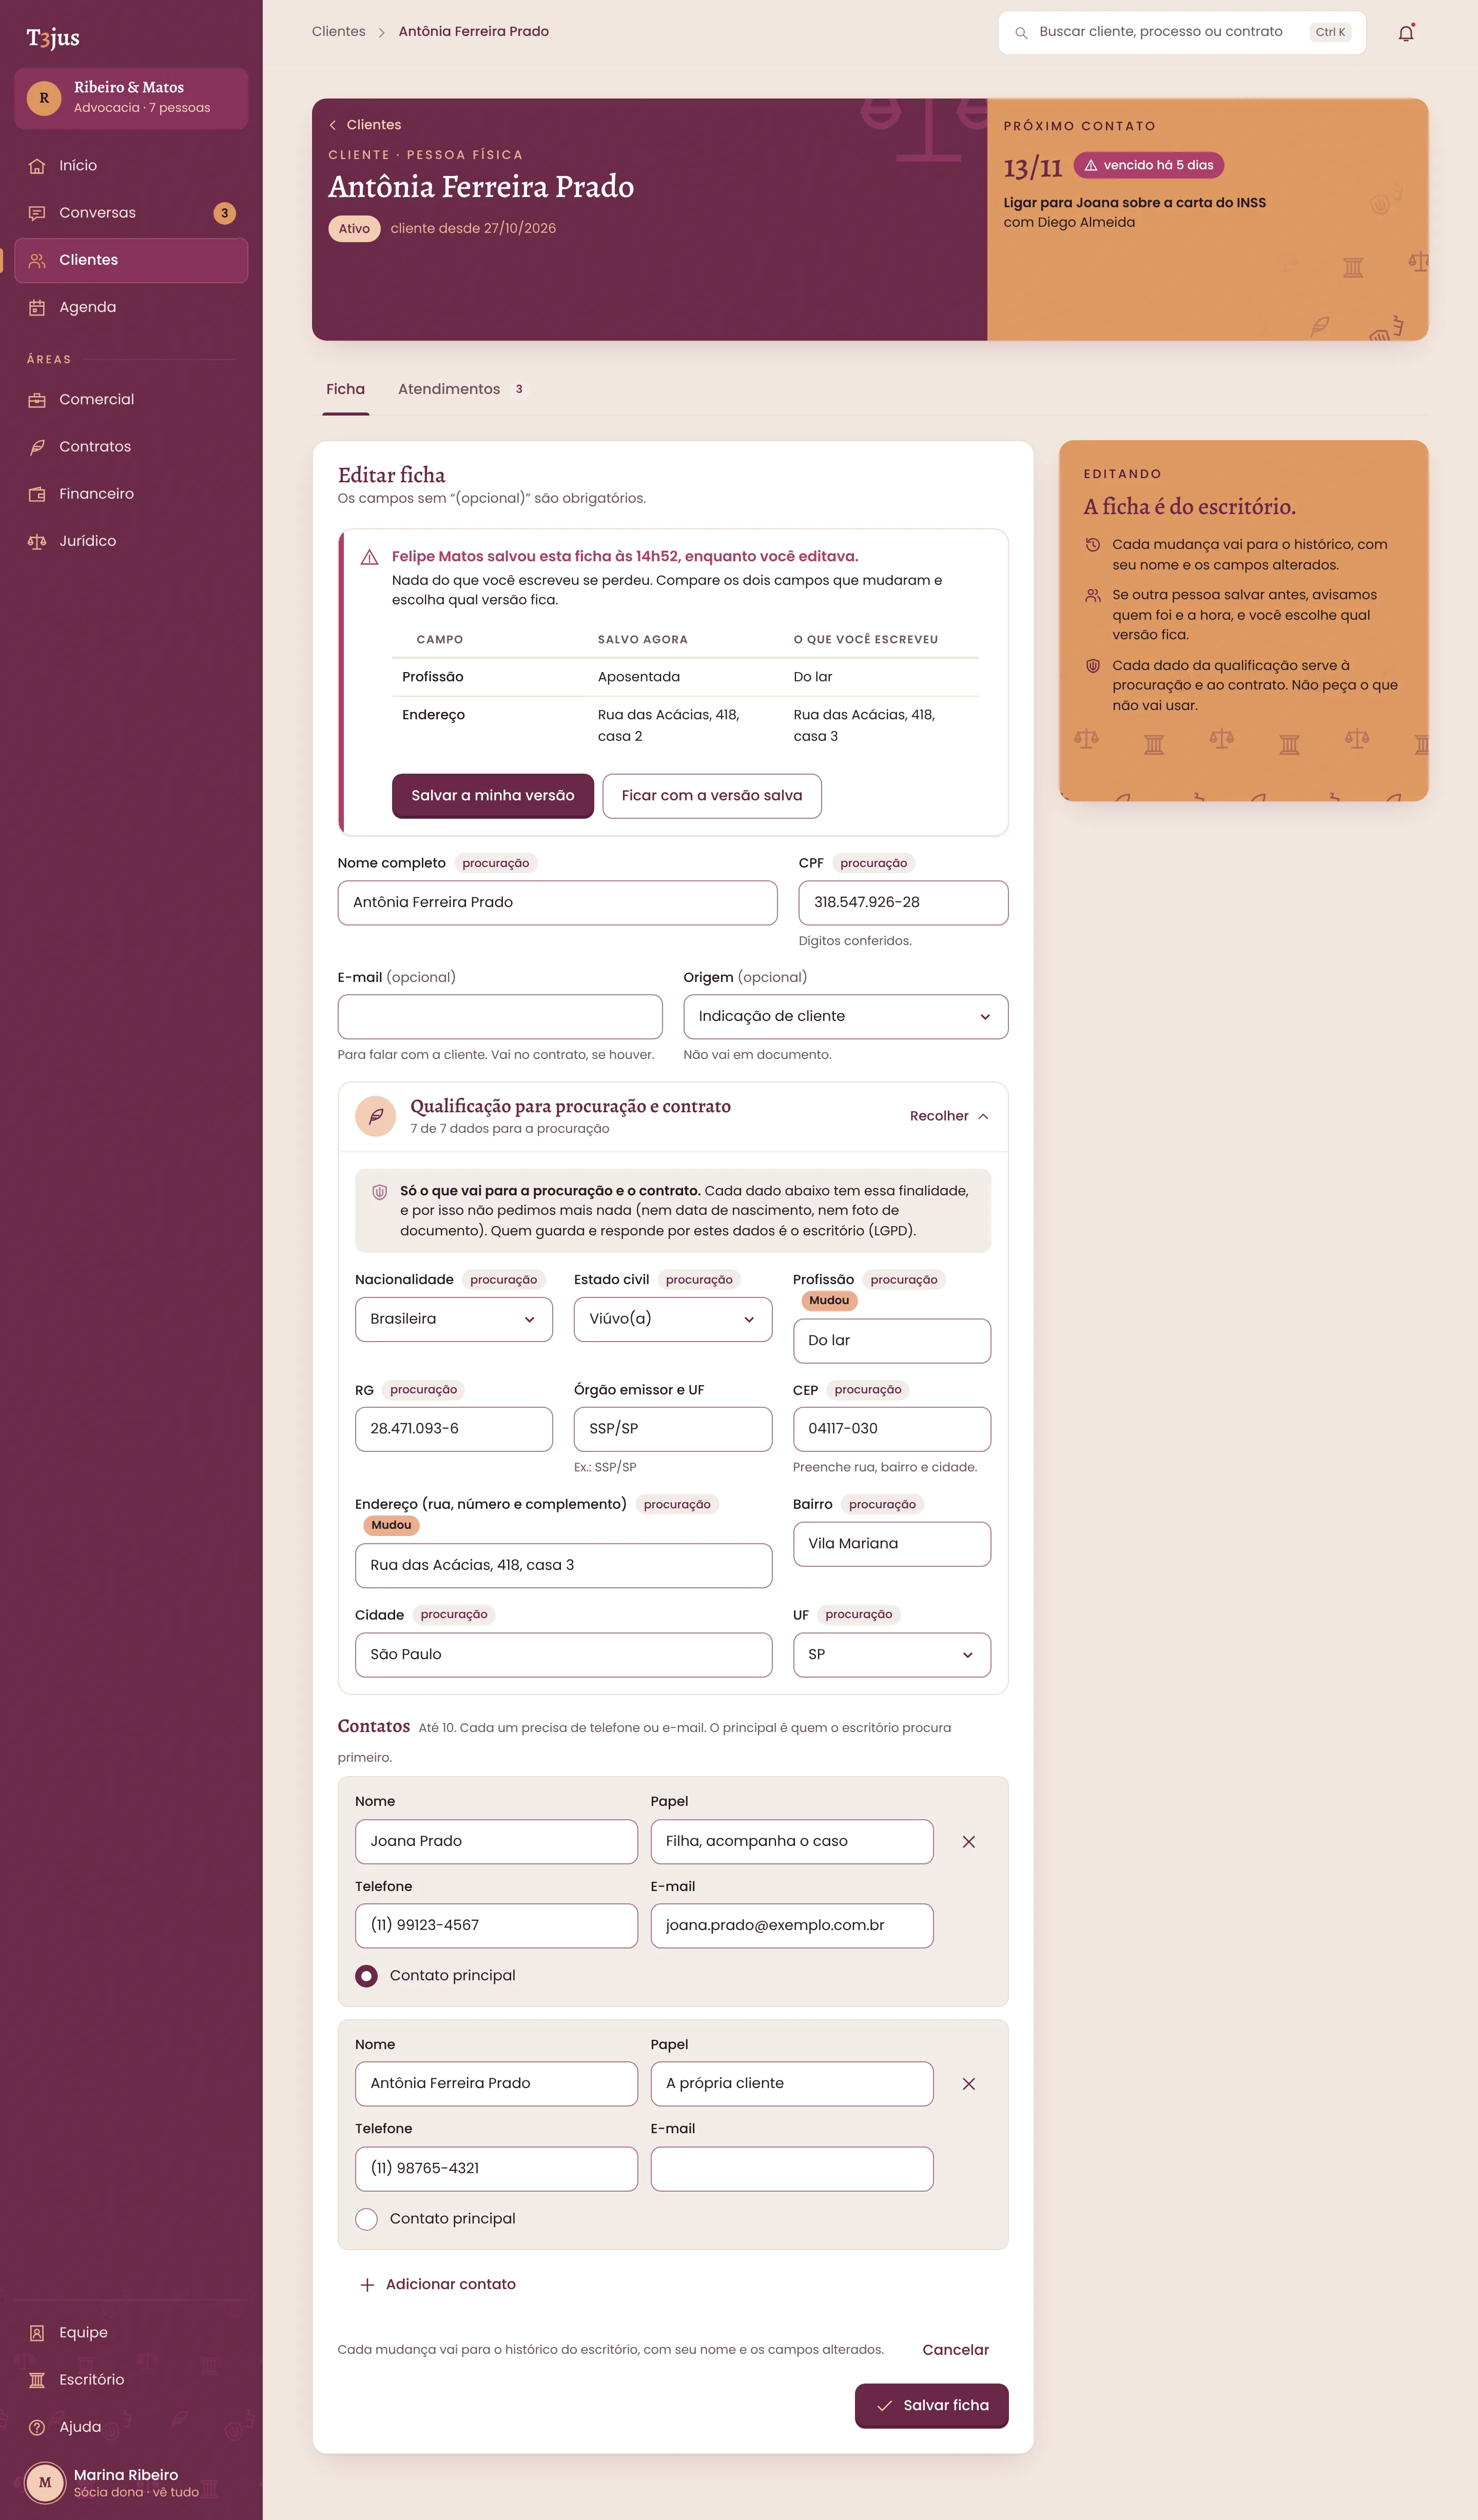 T3jus
R
Ribeiro & Matos
Advocacia · 7 pessoas
Início
Conversas
3
Clientes
Agenda
ÁREAS
Comercial
Contratos
Financeiro
Jurídico
Equipe
Escritório
Ajuda
M
Marina Ribeiro
Sócia dona · vê tudo
Clientes
Antônia Ferreira Prado
Buscar cliente, processo ou contrato
Ctrl K
Clientes
CLIENTE · PESSOA FÍSICA
Antônia Ferreira Prado
Ativo
cliente desde 27/10/2026
PRÓXIMO CONTATO
13/11
vencido há 5 dias
Ligar para Joana sobre a carta do INSS
com Diego Almeida
Ficha
Atendimentos 3
Editar ficha
Os campos sem “(opcional)” são obrigatórios.
Felipe Matos salvou esta ficha às 14h52, enquanto você editava.
Nada do que você escreveu se perdeu. Compare os dois campos que mudaram e
escolha qual versão fica.
CAMPO SALVO AGORA O QUE VOCÊ ESCREVEU
Profissão Aposentada Do lar
Endereço Rua das Acácias, 418, Rua das Acácias, 418,
casa 2 casa 3
Salvar a minha versão
Ficar com a versão salva
Nome completo procuração
Antônia Ferreira Prado
CPF procuração
318.547.926-28
Dígitos conferidos.
E-mail (opcional)
Para falar com a cliente. Vai no contrato, se houver.
Origem (opcional)
Indicação de cliente
Não vai em documento.
Qualificação para procuração e contrato
7 de 7 dados para a procuração
Recolher
Só o que vai para a procuração e o contrato. Cada dado abaixo tem essa finalidade,
e por isso não pedimos mais nada (nem data de nascimento, nem foto de
documento). Quem guarda e responde por estes dados é o escritório (LGPD).
Nacionalidade procuração
Brasileira
Estado civil procuração
Viúvo(a)
Profissão procuração
Mudou
Do lar
RG procuração
28.471.093-6
Órgão emissor e UF
SSP/SP
Ex.: SSP/SP
CEP procuração
04117-030
Preenche rua, bairro e cidade.
Endereço (rua, número e complemento) procuração
Mudou
Rua das Acácias, 418, casa 3
Bairro procuração
Vila Mariana
Cidade procuração
São Paulo
UF procuração
SP
Contatos Até 10. Cada um precisa de telefone ou e-mail. O principal é quem o escritório procura
primeiro.
Nome
Joana Prado
Papel
Filha, acompanha o caso
Telefone
(11) 99123-4567
E-mail
joana.prado@exemplo.com.br
Contato principal
Nome
Antônia Ferreira Prado
Papel
A própria cliente
Telefone
(11) 98765-4321
E-mail
Contato principal
Adicionar contato
Cada mudança vai para o histórico do escritório, com seu nome e os campos alterados.
Cancelar
Salvar ficha
EDITANDO
A ficha é do escritório.
Cada mudança vai para o histórico, com
seu nome e os campos alterados.
Se outra pessoa salvar antes, avisamos
quem foi e a hora, e você escolhe qual
versão fica.
Cada dado da qualificação serve à
procuração e ao contrato. Não peça o que
não vai usar.